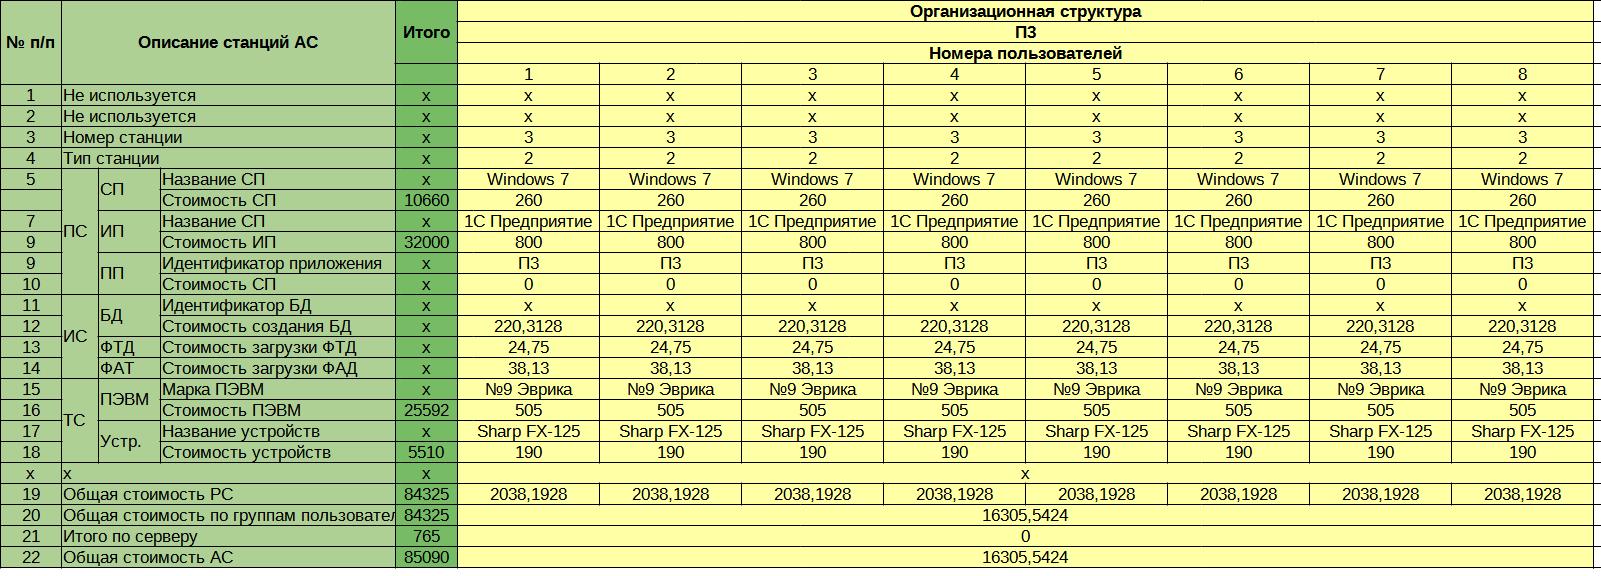 № п/п Описание станций АС Итого Организационная структура
ПЗ
Номера пользователей
1 2 3 4 5 6 7 8
1 Не используется x x x x x x x x x
2 Не используется x x x x x x x x x
3 Номер станции x 3 3 3 3 3 3 3 3
4 Тип станции x 2 2 2 2 2 2 2 2
5 ПС СП Название СП x Windows 7 Windows 7 Windows 7 Windows 7 Windows 7 Windows 7 Windows 7 Windows 7
Стоимость СП 10660 260 260 260 260 260 260 260 260
7 ИП Название СП x 1С Предприятие 1С Предприятие 1С Предприятие 1С Предприятие 1С Предприятие 1С Предприятие 1С Предприятие 1С Предприятие
9 Стоимость ИП 32000 800 800 800 800 800 800 800 800
9 ПП Идентификатор приложения x ПЗ ПЗ ПЗ ПЗ ПЗ ПЗ ПЗ ПЗ
10 Стоимость СП x 0 0 0 0 0 0 0 0
11 ИС БД Идентификатор БД x x x x x x x x x
12 Стоимость создания БД x 220,3128 220,3128 220,3128 220,3128 220,3128 220,3128 220,3128 220,3128
13 ФТД Стоимость загрузки ФТД x 24,75 24,75 24,75 24,75 24,75 24,75 24,75 24,75
14 ФАТ Стоимость загрузки ФАД x 38,13 38,13 38,13 38,13 38,13 38,13 38,13 38,13
15 ТС ПЭВМ Марка ПЭВМ x №9 Эврика №9 Эврика №9 Эврика №9 Эврика №9 Эврика №9 Эврика №9 Эврика №9 Эврика
16 Стоимость ПЭВМ 25592 505 505 505 505 505 505 505 505
17 Устр. Название устройств x Sharp FX-125 Sharp FX-125 Sharp FX-125 Sharp FX-125 Sharp FX-125 Sharp FX-125 Sharp FX-125 Sharp FX-125
18 Стоимость устройств 5510 190 190 190 190 190 190 190 190
x x x x
19 Общая стоимость РС 84325 2038,1928 2038,1928 2038,1928 2038,1928 2038,1928 2038,1928 2038,1928 2038,1928
20 Общая стоимость по группам пользовател 84325 16305,5424
21 Итого по серверу 765 0
22 Общая стоимость АС 85090 16305,5424